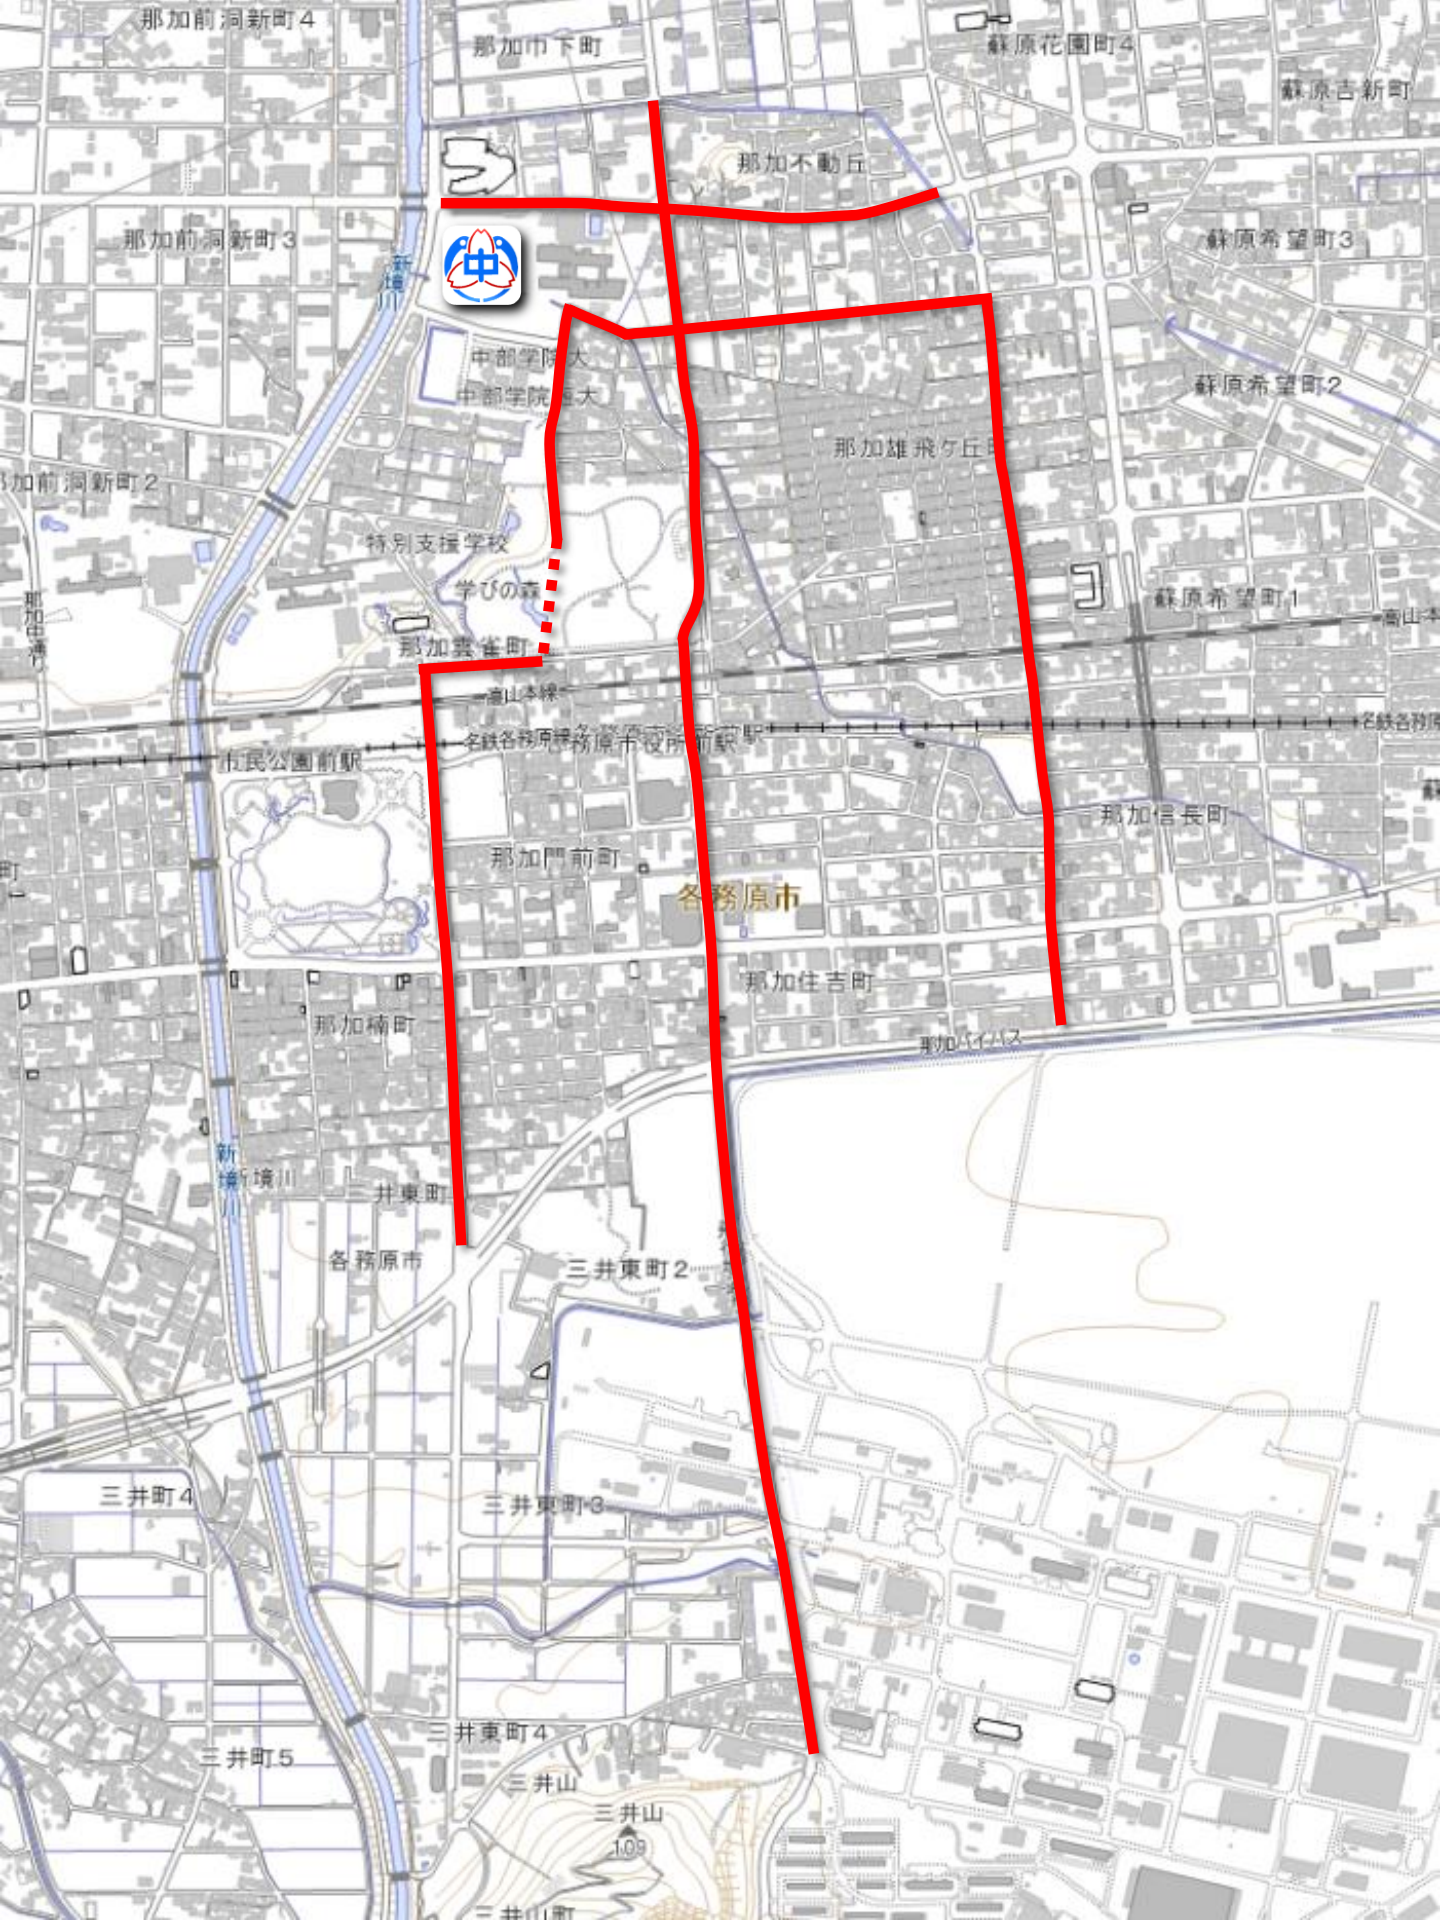 那加前洞新町4
那加巾下町
蘇原花園町4
蘇原吉新町
那加不動丘
那加前洞新町3
新境川
中
蘇原希望町3
中部学院大
中部学院短大
蘇原希望町2
那加雄飛ケ丘町
那加前洞新町2
特別支援学校
学びの森
蘇原希望町1
高山本
那加中通り
那加雲雀町
高山本線
名鉄各務原線
各務原市役所前駅
名鉄各務原
市民公園前駅
那加信長町
那加門前町
町
各務原市
那加住吉町
那加楠町
那加バイパス
新境川
新境川
三井東町
各務原市
三井東町2
三井町4
三井東町3
三井東町4
三井町5
三井山
三井山
109
三井山町